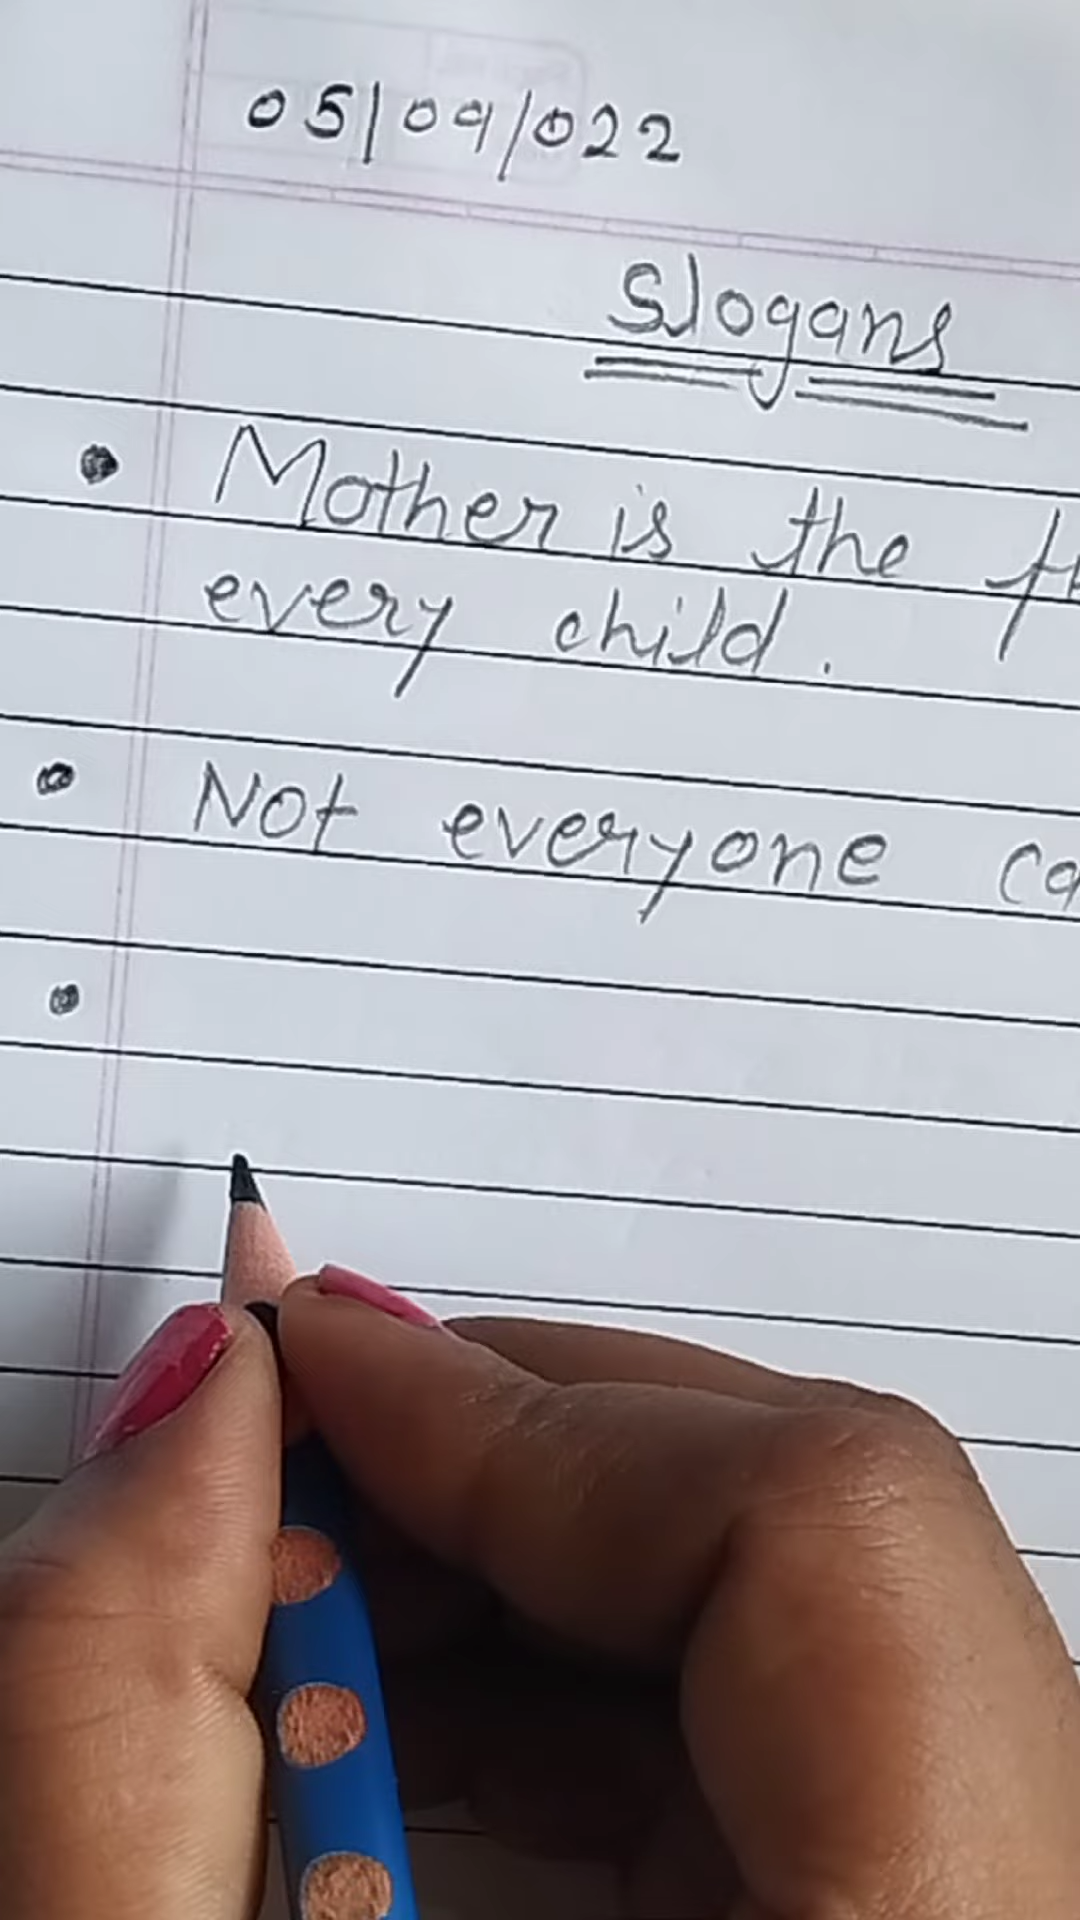 05/09/022
Slogans
Mother is the
every child.
Not everyone